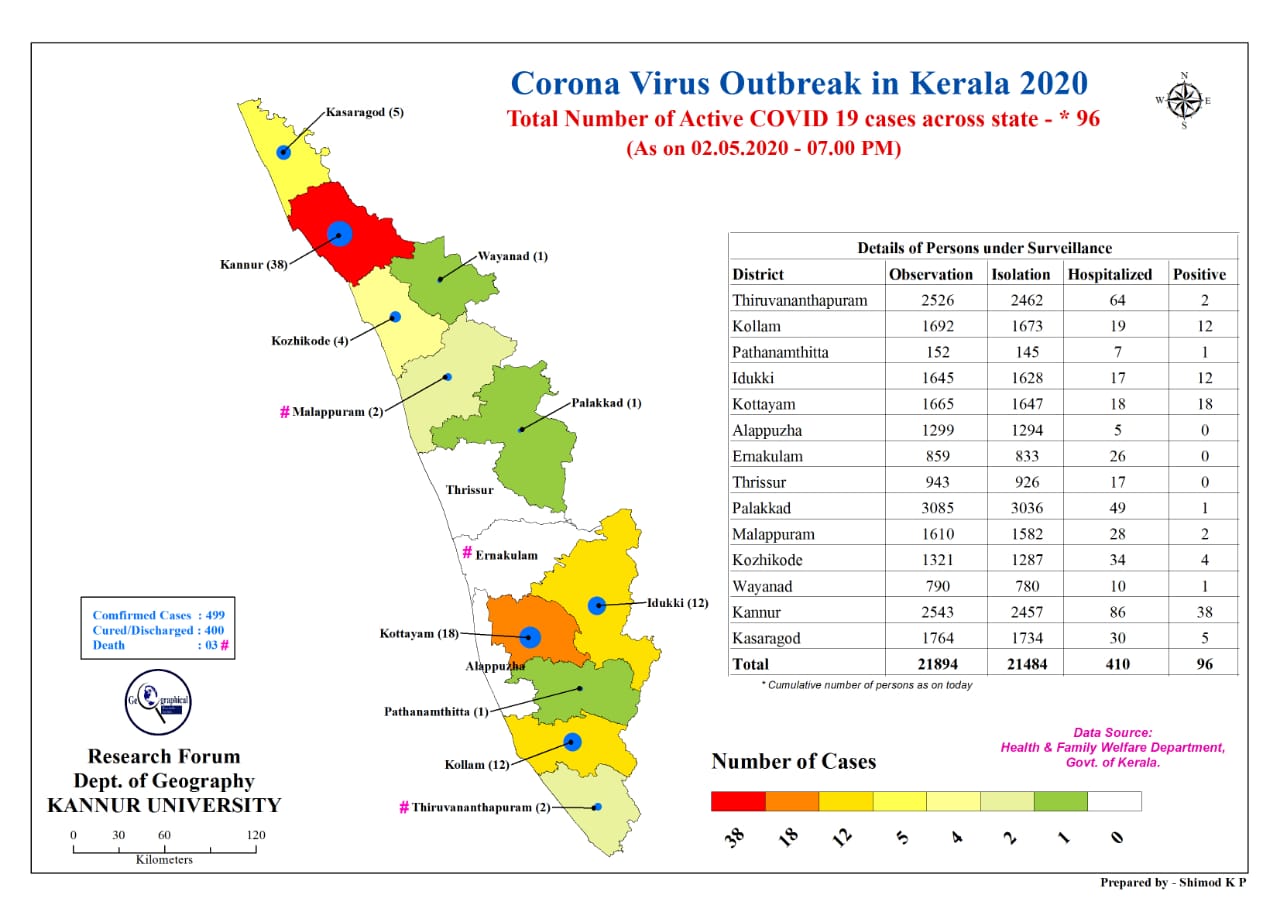 Corona Virus Outbreak in Kerala 2020
Total Number of Active COVID 19 cases across state - * 96
(As on 02.05.2020 - 07.00 PM)
N
W E
S
Kasaragod (5)
Kannur (38)
Wayanad (1)
Kozhikode (4)
# Malappuram (2)
Palakkad (1)
Thrissur
# Ernakulam
Idukki (12)
Kottayam (18)
Alappuzha
Pathanamthitta (1)
Kollam (12)
# Thiruvananthapuram (2)
Details of Persons under Surveillance
District Observation Isolation Hospitalized Positive
Thiruvananthapuram 2526 2462 64 2
Kollam 1692 1673 19 12
Pathanamthitta 152 145 7 1
Idukki 1645 1628 17 12
Kottayam 1665 1647 18 18
Alappuzha 1299 1294 5 0
Ernakulam 859 833 26 0
Thrissur 943 926 17 0
Palakkad 3085 3036 49 1
Malappuram 1610 1582 28 2
Kozhikode 1321 1287 34 4
Wayanad 790 780 10 1
Kannur 2543 2457 86 38
Kasaragod 1764 1734 30 5
Total 21894 21484 410 96
* Cumulative number of persons as on today
Comfirmed Cases : 499
Cured/Discharged : 400
Death : 03 #
Ge graphical
Research Forum
Dept. of Geography
KANNUR UNIVERSITY
0 30 60 120
Kilometers
Data Source:
Health & Family Welfare Department,
Govt. of Kerala.
Number of Cases
38 18 12 5 4 2 1 0
Prepared by - Shimod K P